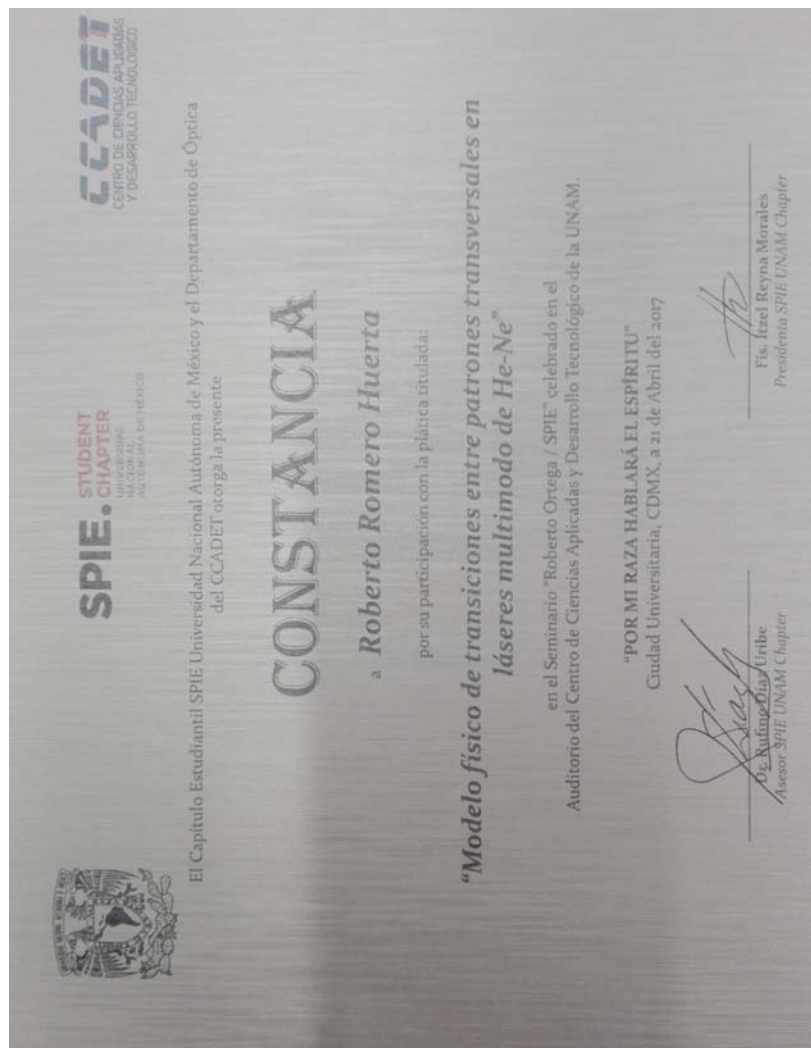 SPIE. STUDENT
CHAPTER
UNIVERSIDAD
NACIONAL
AUTÓNOMA DE MÉXICO
CCADET
CENTRO DE CIENCIAS APLICADAS
Y DESARROLLO TECNOLÓGICO
El Capítulo Estudiantil SPIE Universidad Nacional Autónoma de México y el Departamento de Óptica
del CCADET otorga la presente
CONSTANCIA
a Roberto Romero Huerta
por su participación con la plática titulada:
“Modelo físico de transiciones entre patrones transversales en
láseres multimodo de He-Ne”
en el Seminario "Roberto Ortega / SPIE" celebrado en el
Auditorio del Centro de Ciencias Aplicadas y Desarrollo Tecnológico de la UNAM.
"POR MI RAZA HABLARÁ EL ESPÍRITU"
Ciudad Universitaria, CDMX, a 21 de Abril del 2017
Dr. Rufino Díaz Uribe
Asesor SPIE UNAM Chapter
Fis. Itzel Reyna Morales
Presidenta SPIE UNAM Chapter